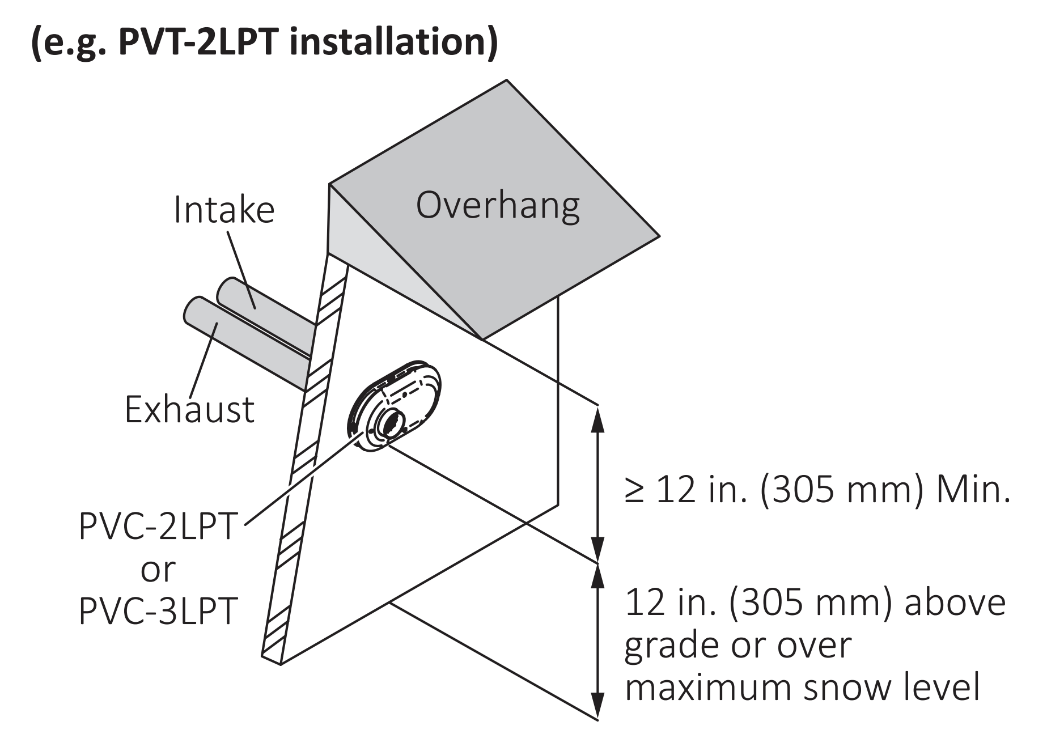 (e.g. PVT-2LPT installation)
Overhang
Intake
Exhaust
≥ 12 in. (305 mm) Min.
PVC-2LPT
or
PVC-3LPT
12 in. (305 mm) above
grade or over
maximum snow level